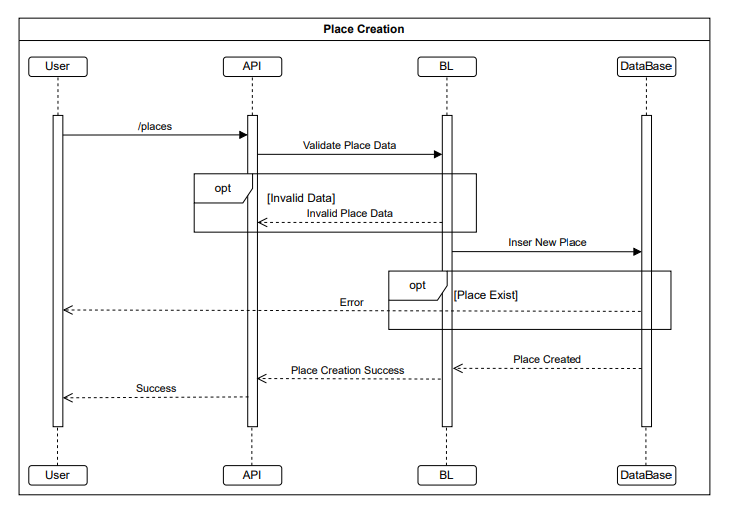 Place Creation
User API BL DataBase
/places
Validate Place Data
opt
[Invalid Data]
Invalid Place Data
Inser New Place
opt
[Place Exist]
Error
Place Created
Place Creation Success
Success
User API BL DataBase